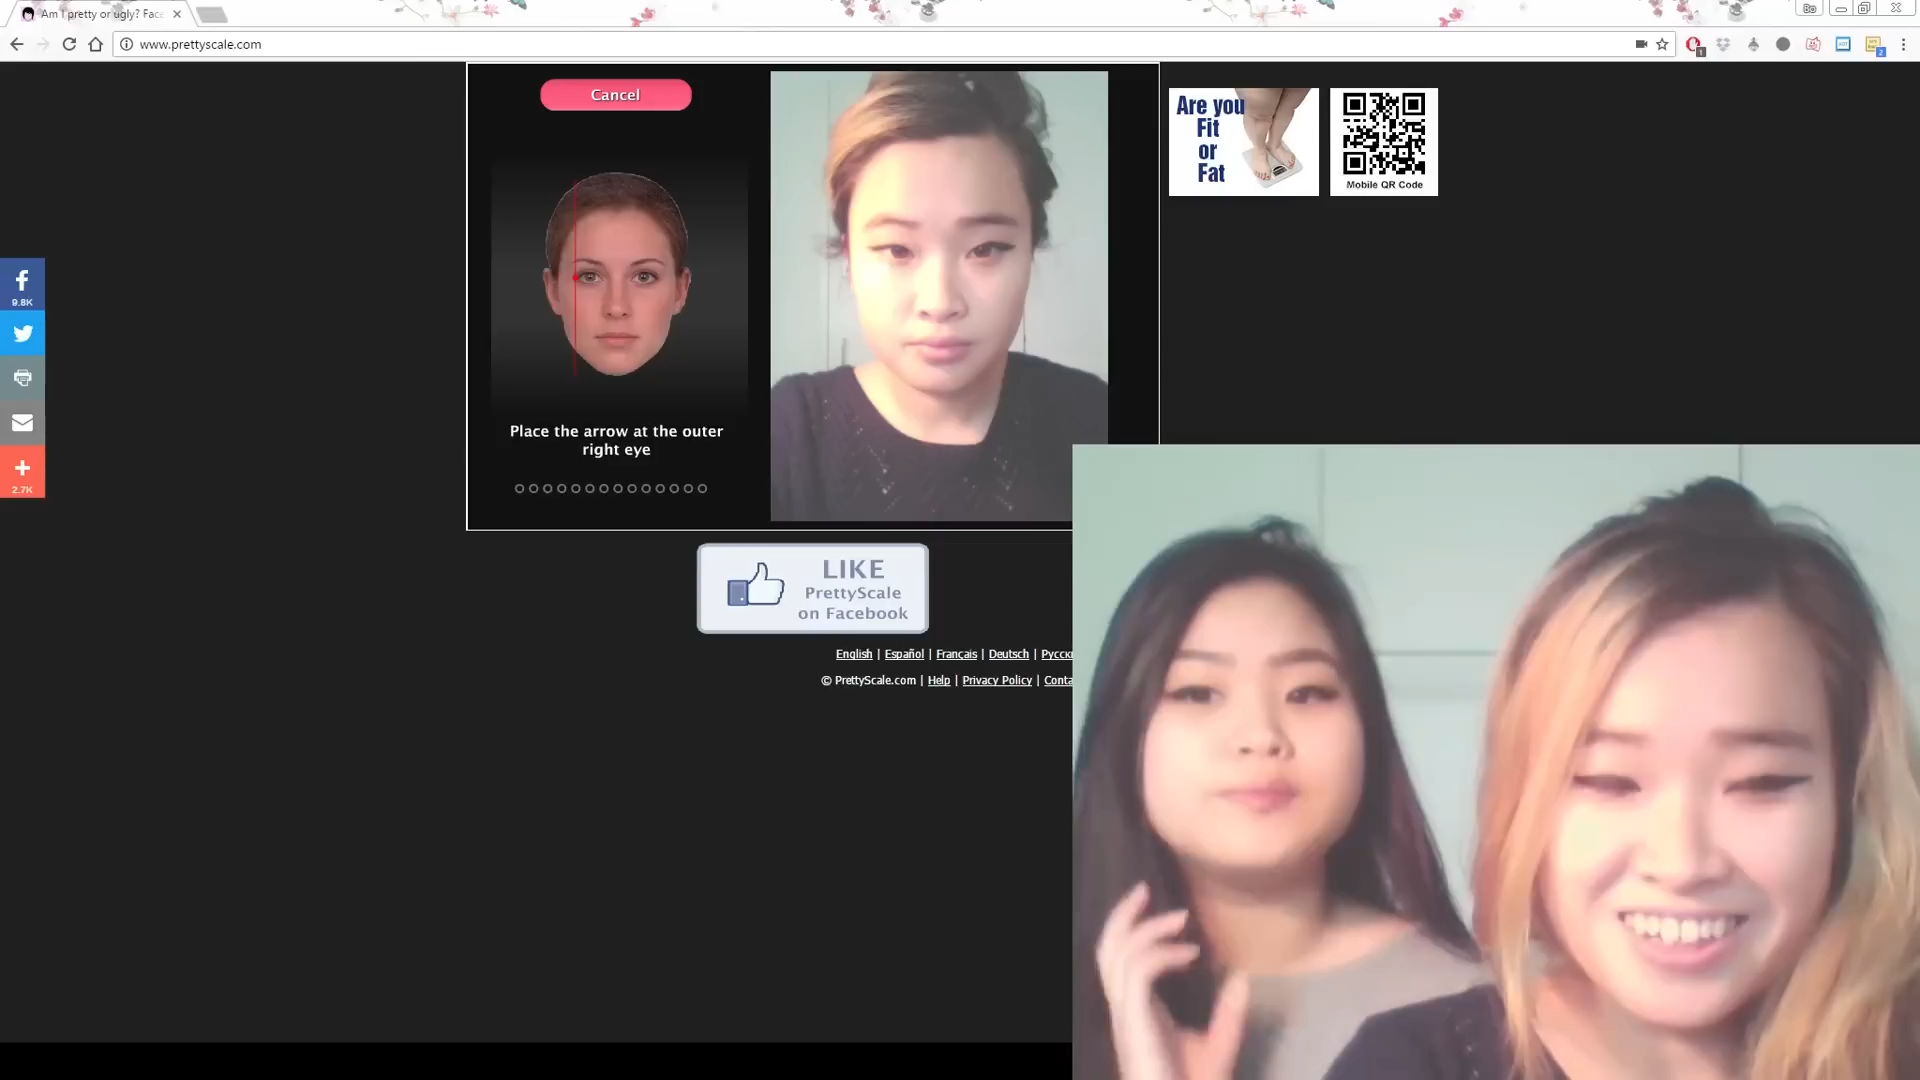 Am I pretty or ugly? Face
www.prettyscale.com
Cancel
Are you
Fit
or
Fat
Mobile QR Code
9.8K
Place the arrow at the outer
right eye
2.7K
LIKE
PrettyScale
on Facebook
English | Español | Français | Deutsch | Русск
© PrettyScale.com | Help | Privacy Policy | Conta